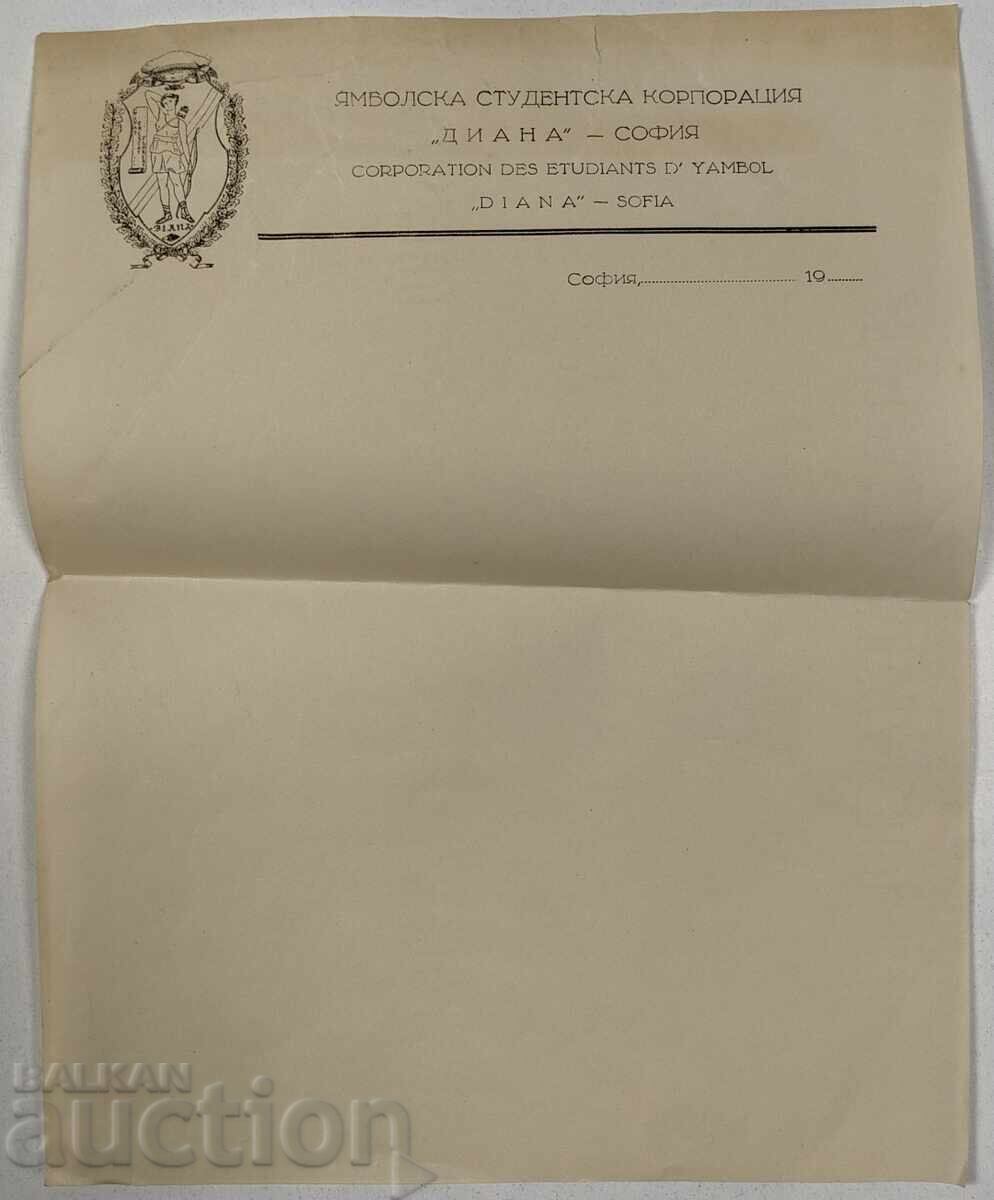 ЯМБОЛСКА СТУДЕНТСКА КОРПОРАЦИЯ
„ДИАНА" – СОФИЯ
CORPORATION DES ETUDIANTS D' YAMBOL
„DIANA" – SOFIA
София,.......................................... 19..........
BALKAN
auction